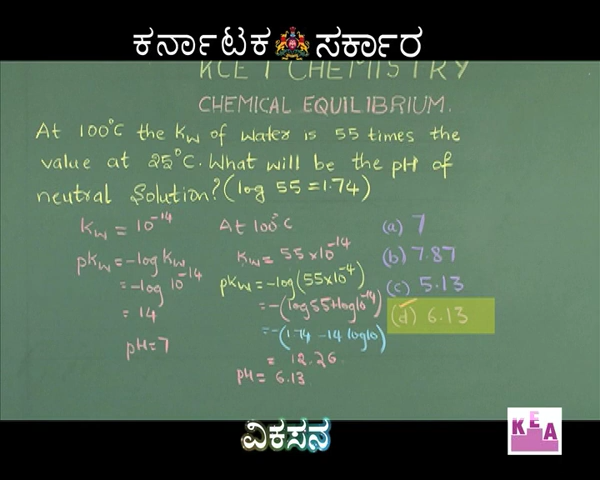 ಕರ್ನಾಟಕ ಸರ್ಕಾರ
KCET CHEMISTRY
CHEMICAL EQUILIBRIUM.
At 100°C the Kw of water is 55 times the
value at 25°C. What will be the pH of
neutral solution? (log 55 = 1.74)
Kw = 10^-14
pKw = -log Kw
= -log 10^-14
= 14
pH = 7
At 100°C
Kw = 55×10^-14
pKw = -log(55×10^-4)
= -(log55+log10^-14)
= -(1.74 - 14 log10)
= 12.26
pH = 6.13
(a) 7
(b) 7.87
(c) 5.13
(d) 6.13
ವಿಕಸನ
KEA